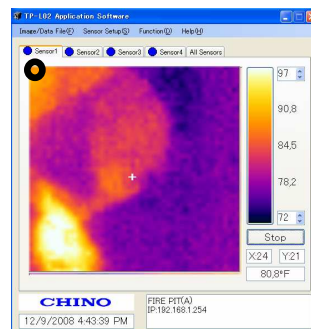 TP-L02 Application Software
Image/Data File(F) Sensor Setup(S) Function(D) Help(H)
Sensor1 Sensor2 Sensor3 Sensor4 All Sensors
97
90,8
84,5
78,2
72
Stop
X:24 Y:21
80,8°F
CHINO
12/9/2008 4:43:39 PM
FIRE PIT(A)
IP:192.168.1.254